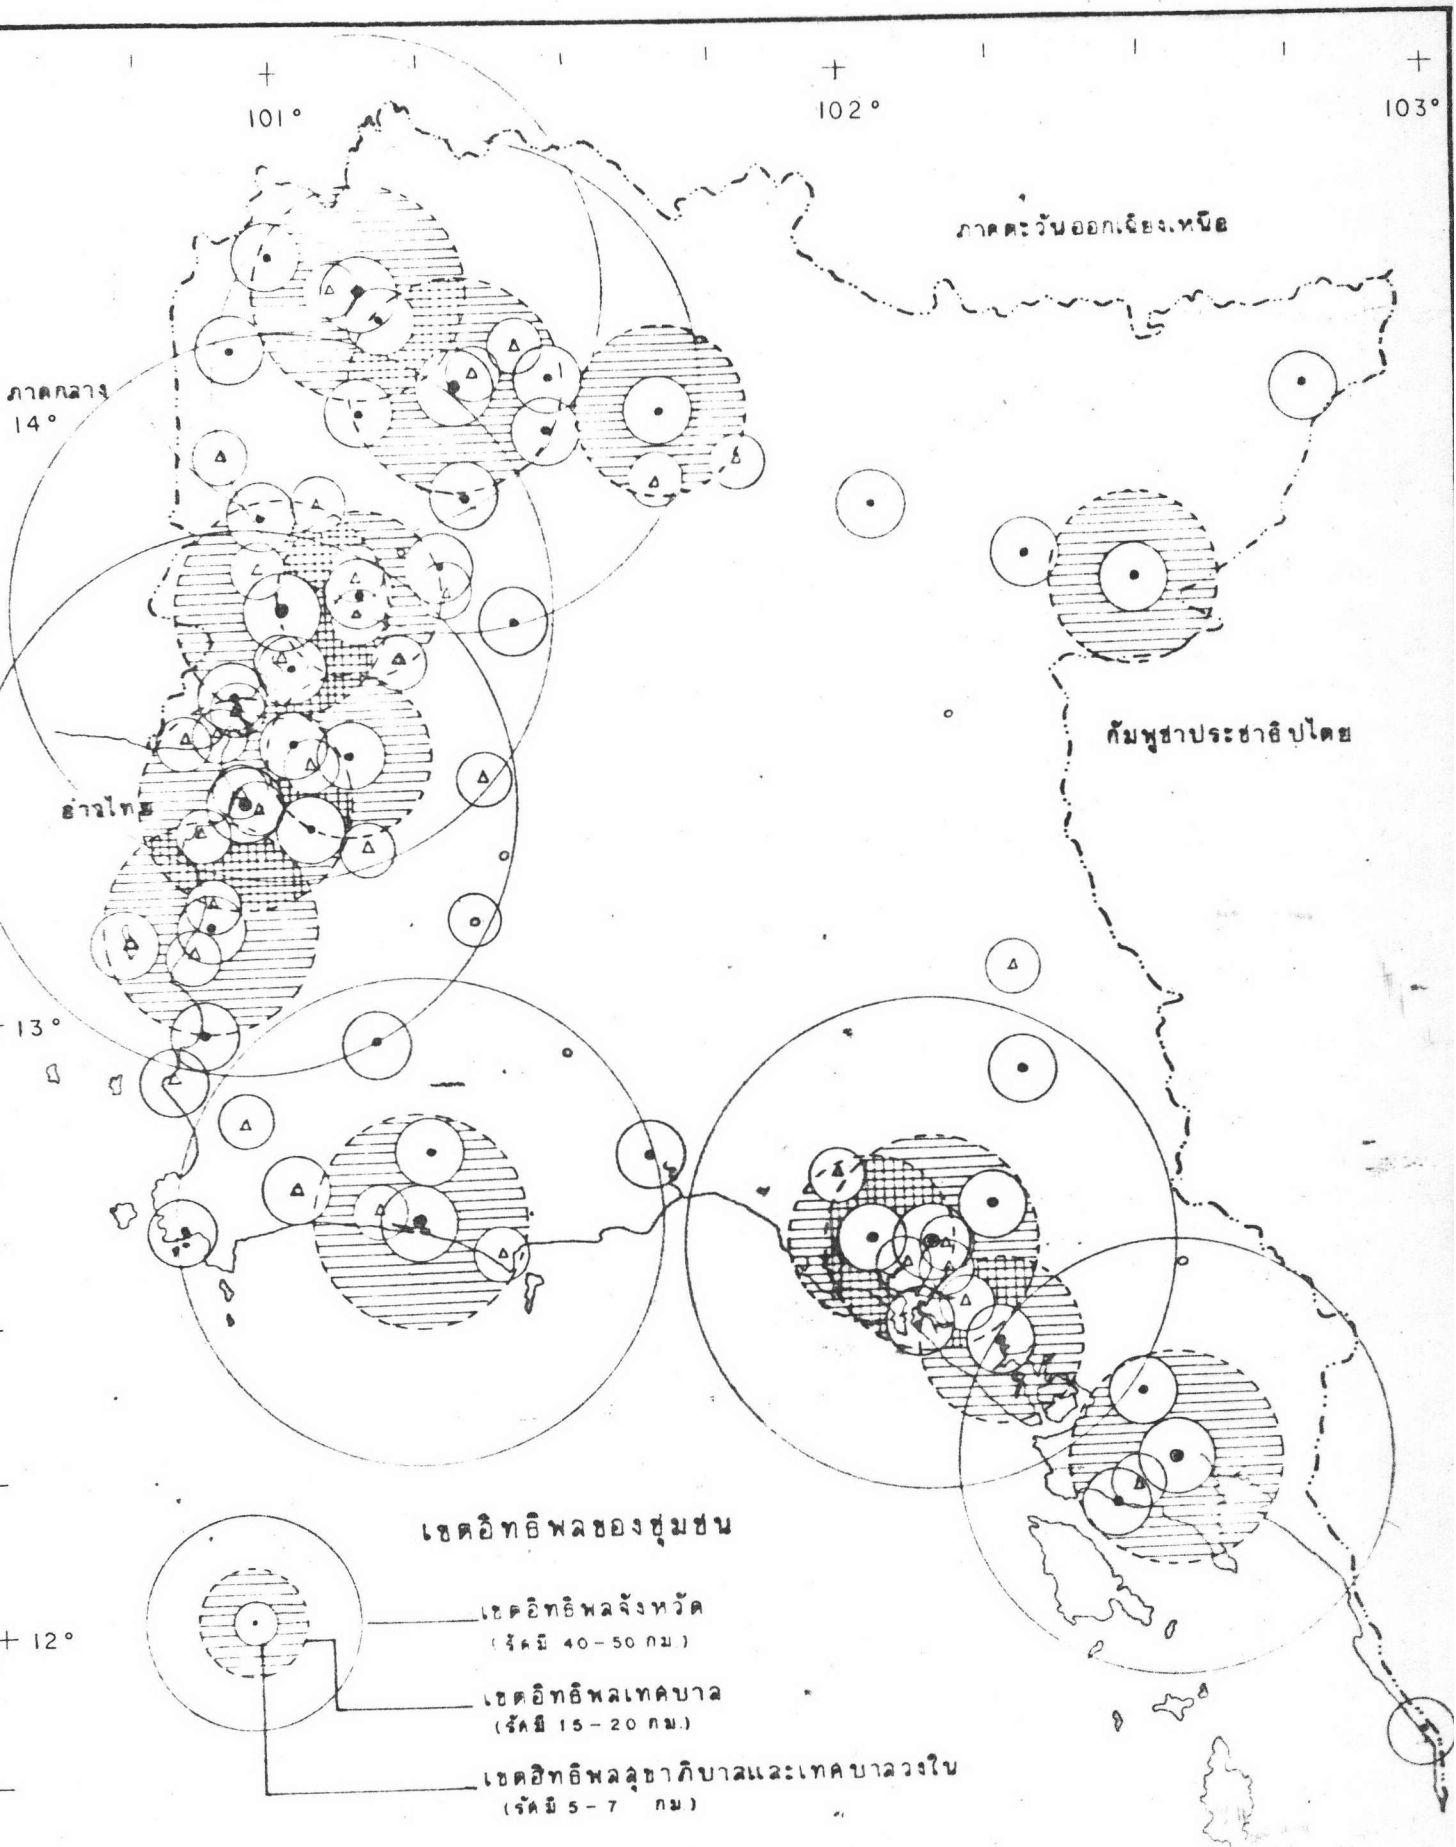 101°
102°
103°
ภาคตะวันออกเฉียงเหนือ
ภาคกลาง
14°
กัมพูชาประชาธิปไตย
อ่าวไทย
13°
เขตอิทธิพลของชุมชน
เขตอิทธิพลจังหวัด
(รัศมี 40-50 กม.)
12°
เขตอิทธิพลเทศบาล
(รัศมี 15-20 กม.)
เขตอิทธิพลสุขาภิบาลและเทศบาลวงใน
(รัศมี 5-7 กม.)